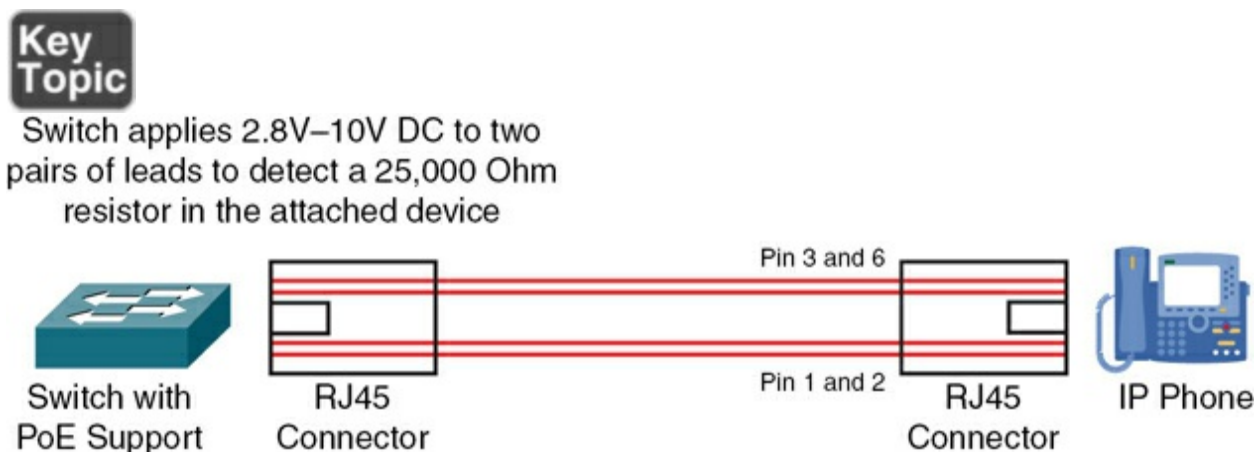 Key
Topic
Switch applies 2.8V–10V DC to two
pairs of leads to detect a 25,000 Ohm
resistor in the attached device
Pin 3 and 6
Pin 1 and 2
Switch with
PoE Support
RJ45
Connector
RJ45
Connector
IP Phone